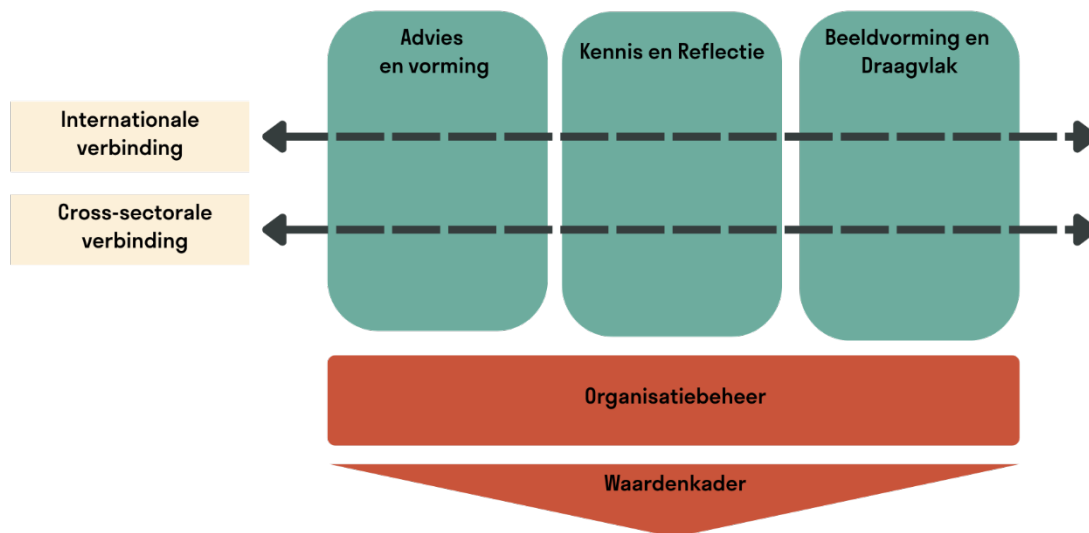 Advies
en vorming
Kennis en Reflectie
Beeldvorming en
Draagvlak
Internationale
verbinding
Cross-sectorale
verbinding
Organisatiebeheer
Waardenkader